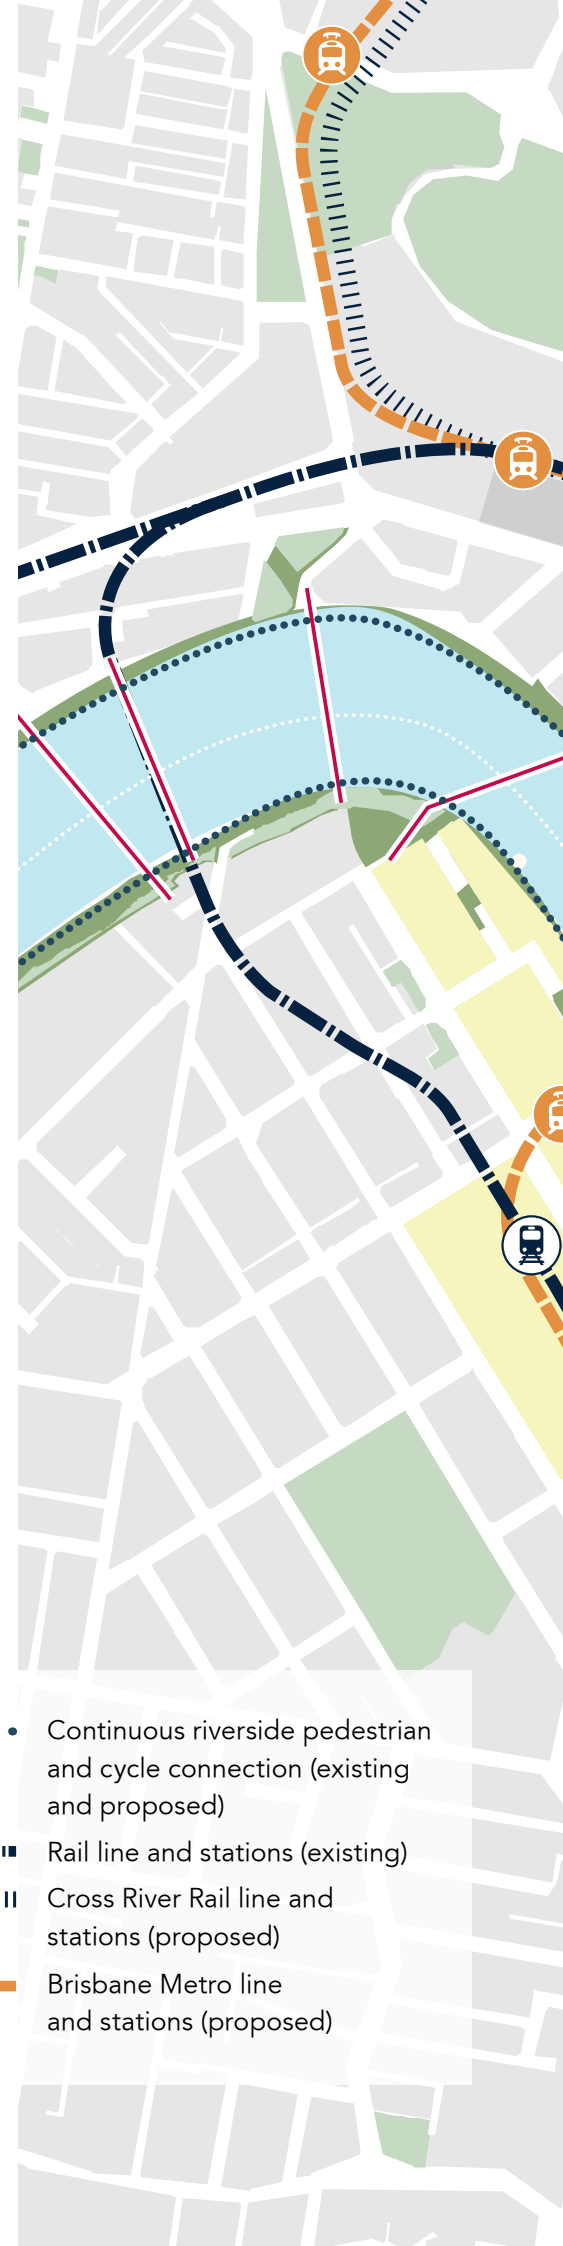 Continuous riverside pedestrian
and cycle connection (existing
and proposed)
Rail line and stations (existing)
Cross River Rail line and
stations (proposed)
Brisbane Metro line
and stations (proposed)